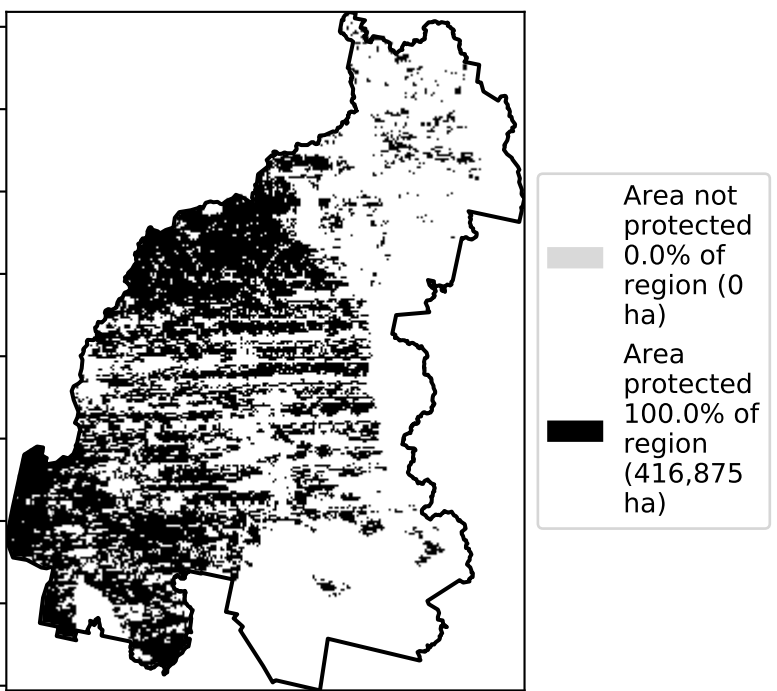 Area not
protected
0.0% of
region (0
ha)
Area
protected
100.0% of
region
(416,875
ha)